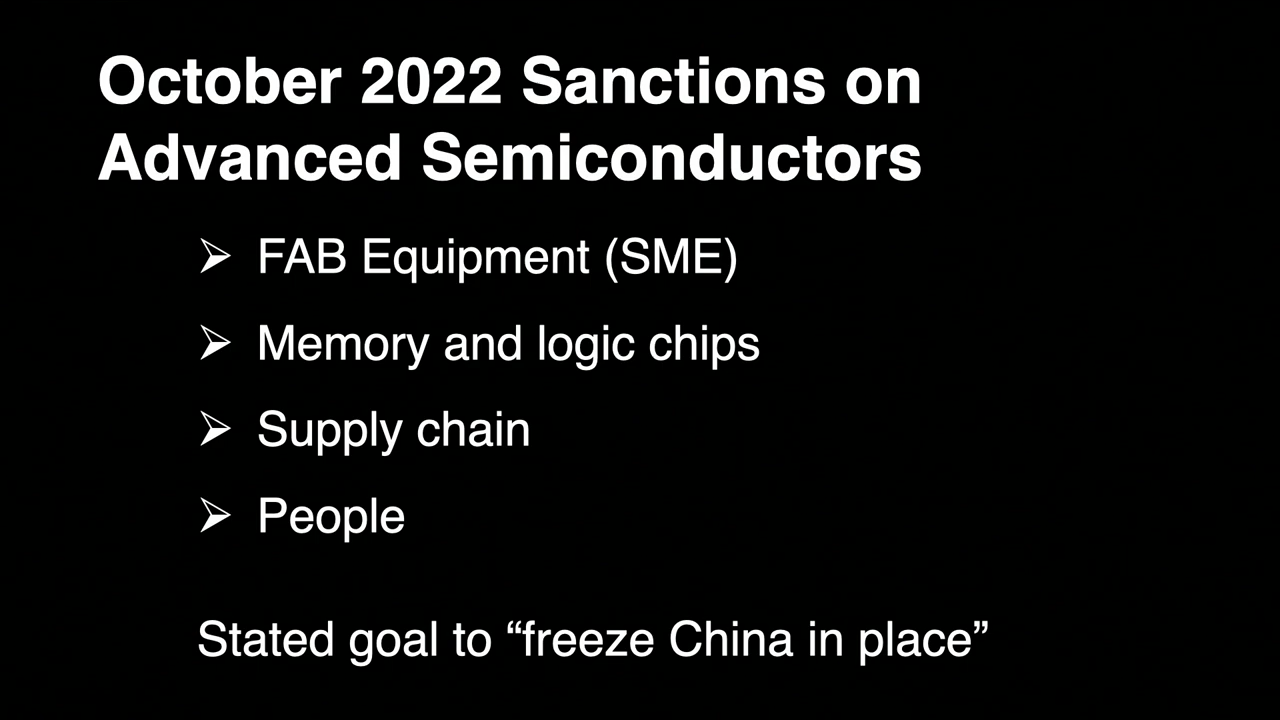 October 2022 Sanctions on
Advanced Semiconductors
➢ FAB Equipment (SME)
➢ Memory and logic chips
➢ Supply chain
➢ People
Stated goal to “freeze China in place”